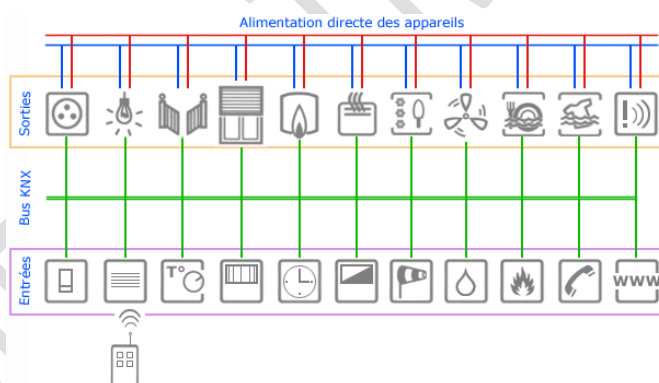 Alimentation directe des appareils
Sorties
Bus KNX
Entrées
T°
www